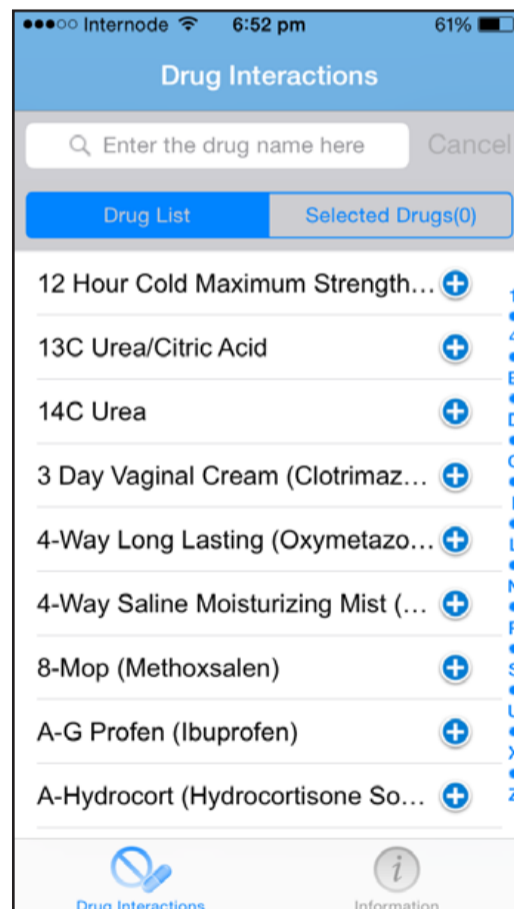 Internode 6:52 pm 61%
Drug Interactions
Enter the drug name here Cancel
Drug List Selected Drugs(0)
12 Hour Cold Maximum Strength...
13C Urea/Citric Acid
14C Urea
3 Day Vaginal Cream (Clotrimaz...
4-Way Long Lasting (Oxymetazo...
4-Way Saline Moisturizing Mist (...
8-Mop (Methoxsalen)
A-G Profen (Ibuprofen)
A-Hydrocort (Hydrocortisone So...
Drug Interactions Information